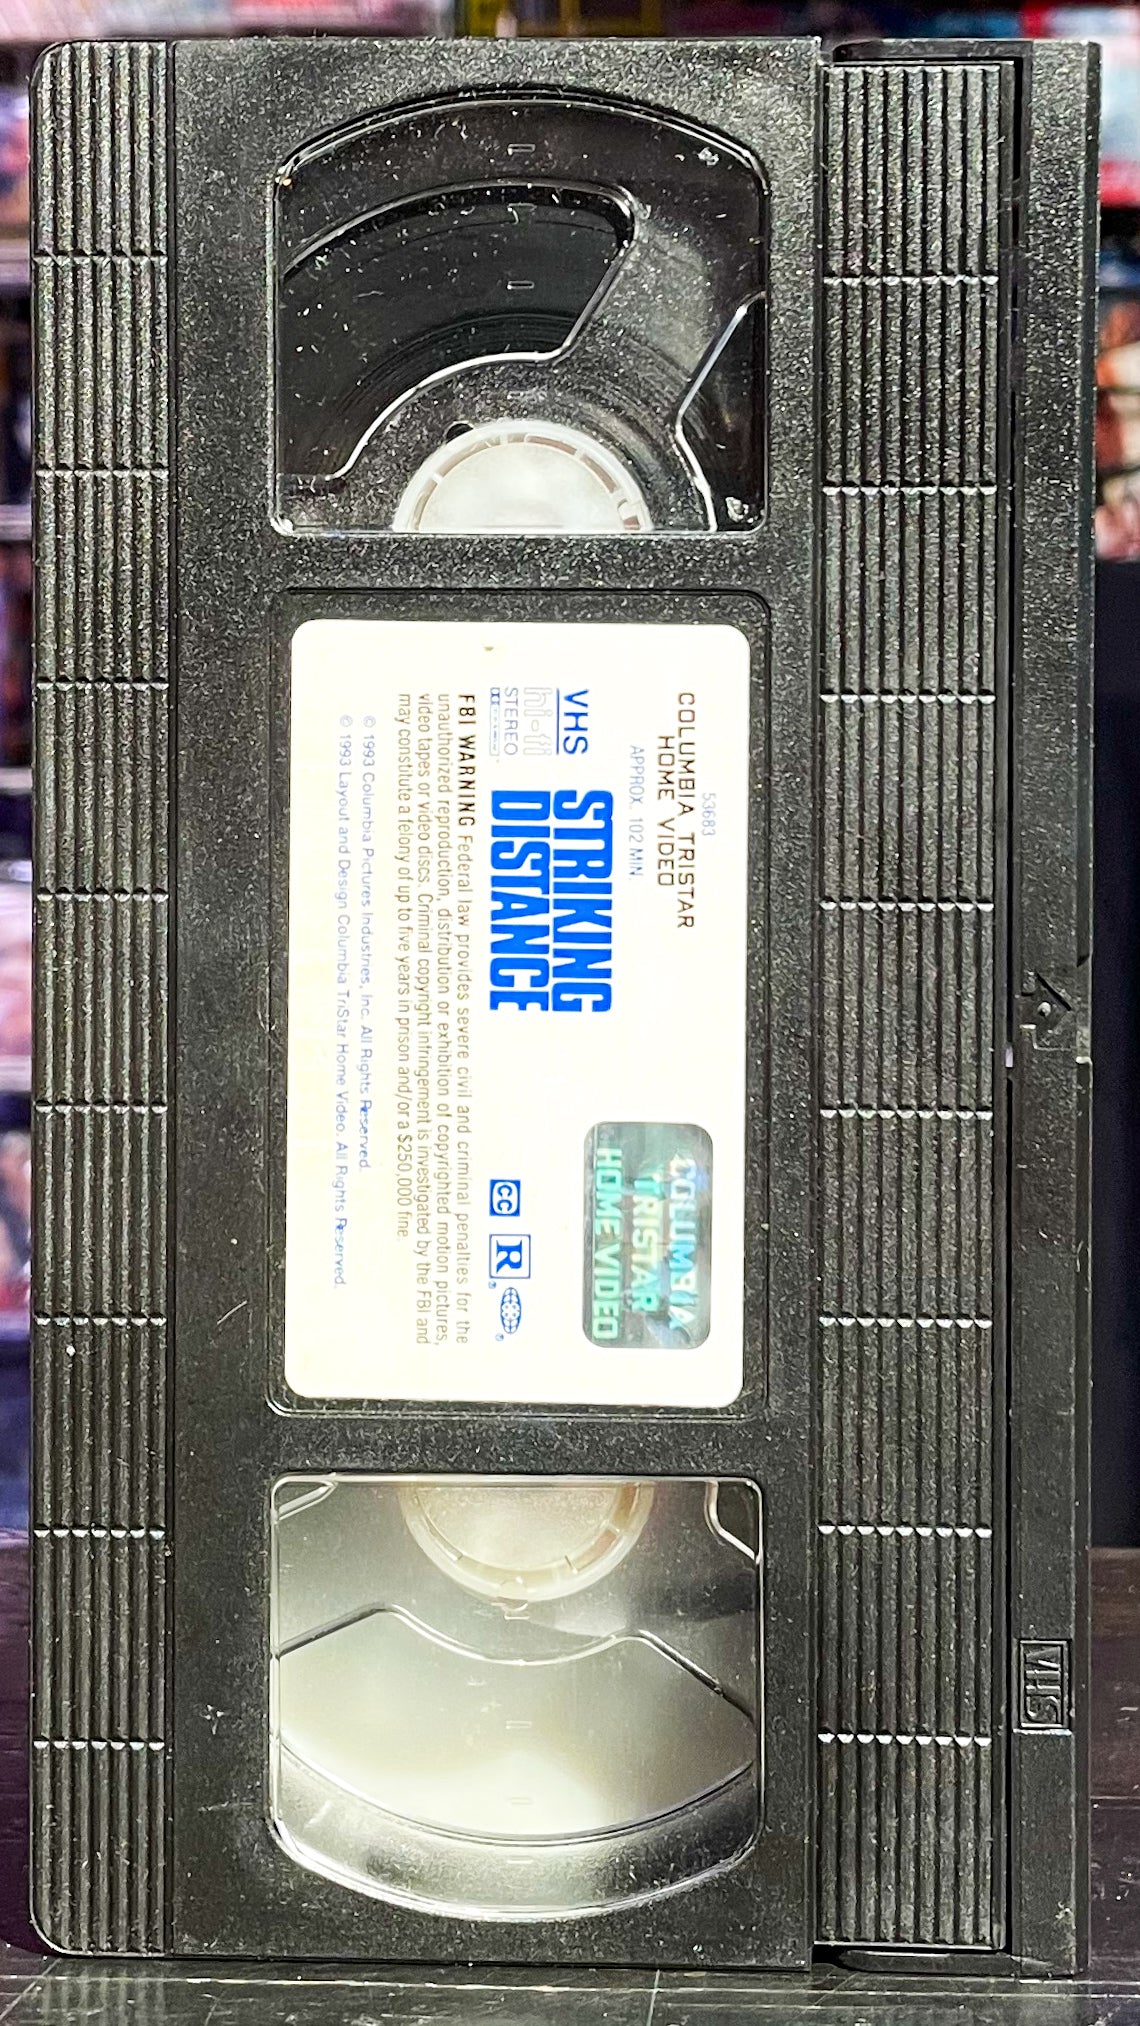 COLUMBIA TRISTAR
HOME VIDEO
53683
APPROX. 102 MIN.
VHS
hi-fi
STEREO
STRIKING
DISTANCE
COLUMBIA
TRISTAR
HOME VIDEO
CC
R®
®
FBI WARNING Federal law provides severe civil and criminal penalties for the
unauthorized reproduction, distribution or exhibition of copyrighted motion pictures,
video tapes or video discs. Criminal copyright infringement is investigated by the FBI and
may constitute a felony of up to five years in prison and/or a $250,000 fine.
© 1993 Columbia Pictures Industries, Inc. All Rights Reserved.
© 1993 Layout and Design Columbia TriStar Home Video. All Rights Reserved.
VHS